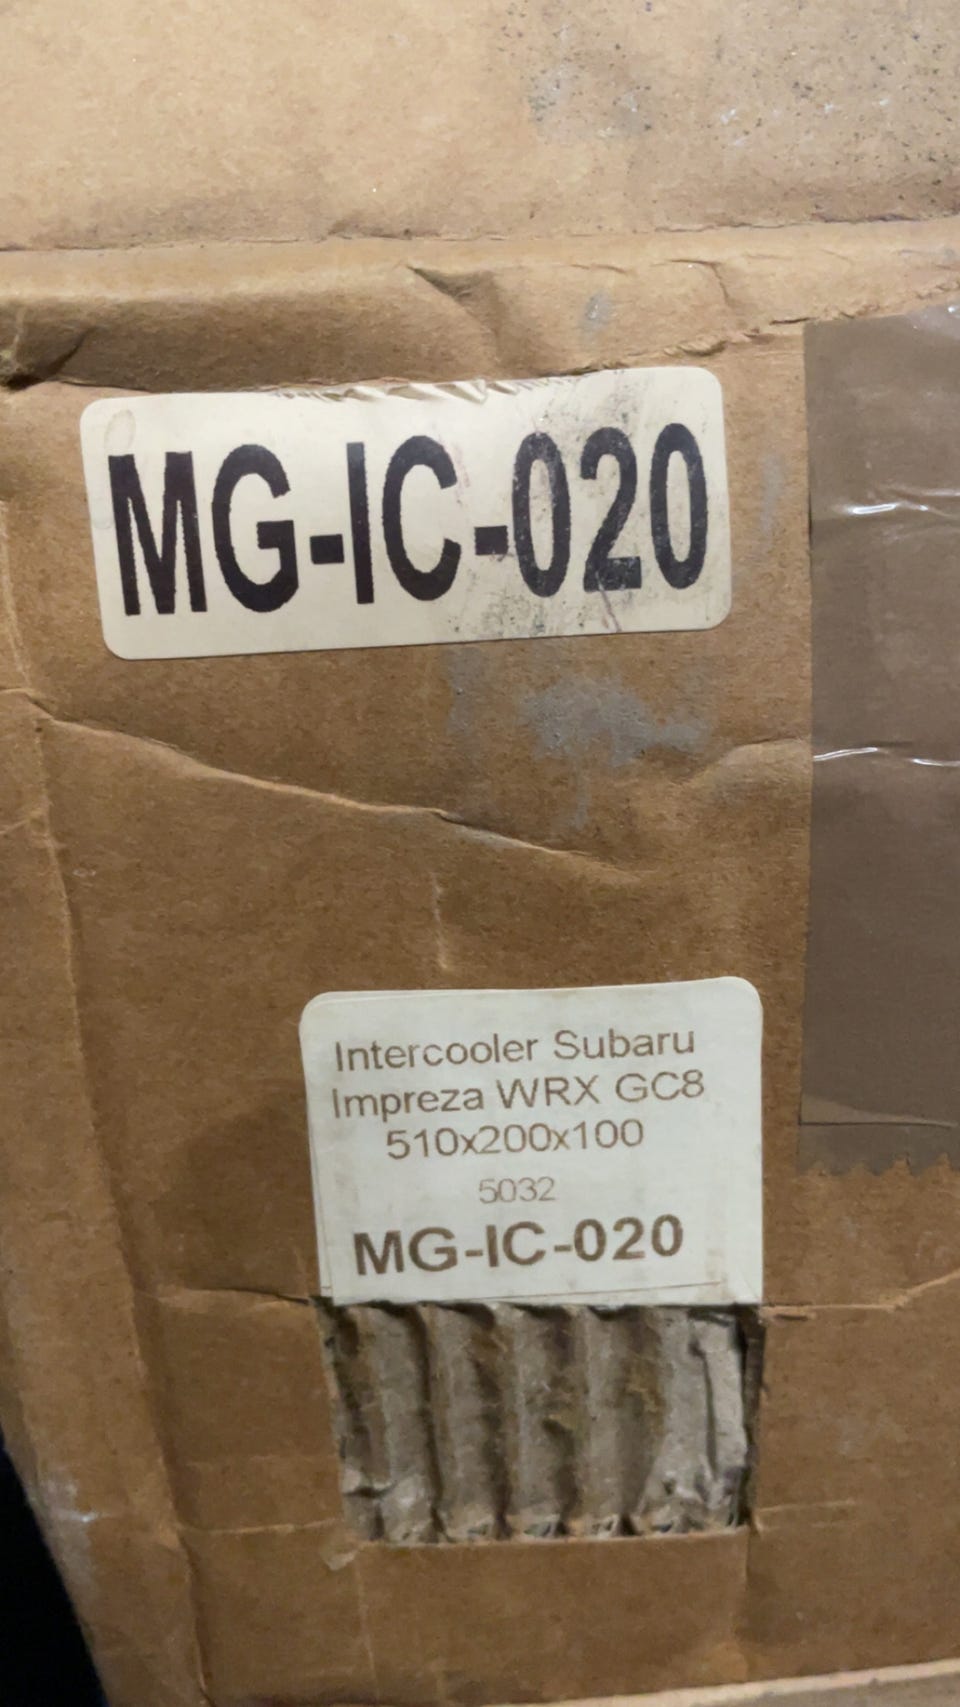 MG-IC-020
Intercooler Subaru
Impreza WRX GC8
510x200x100
5032
MG-IC-020